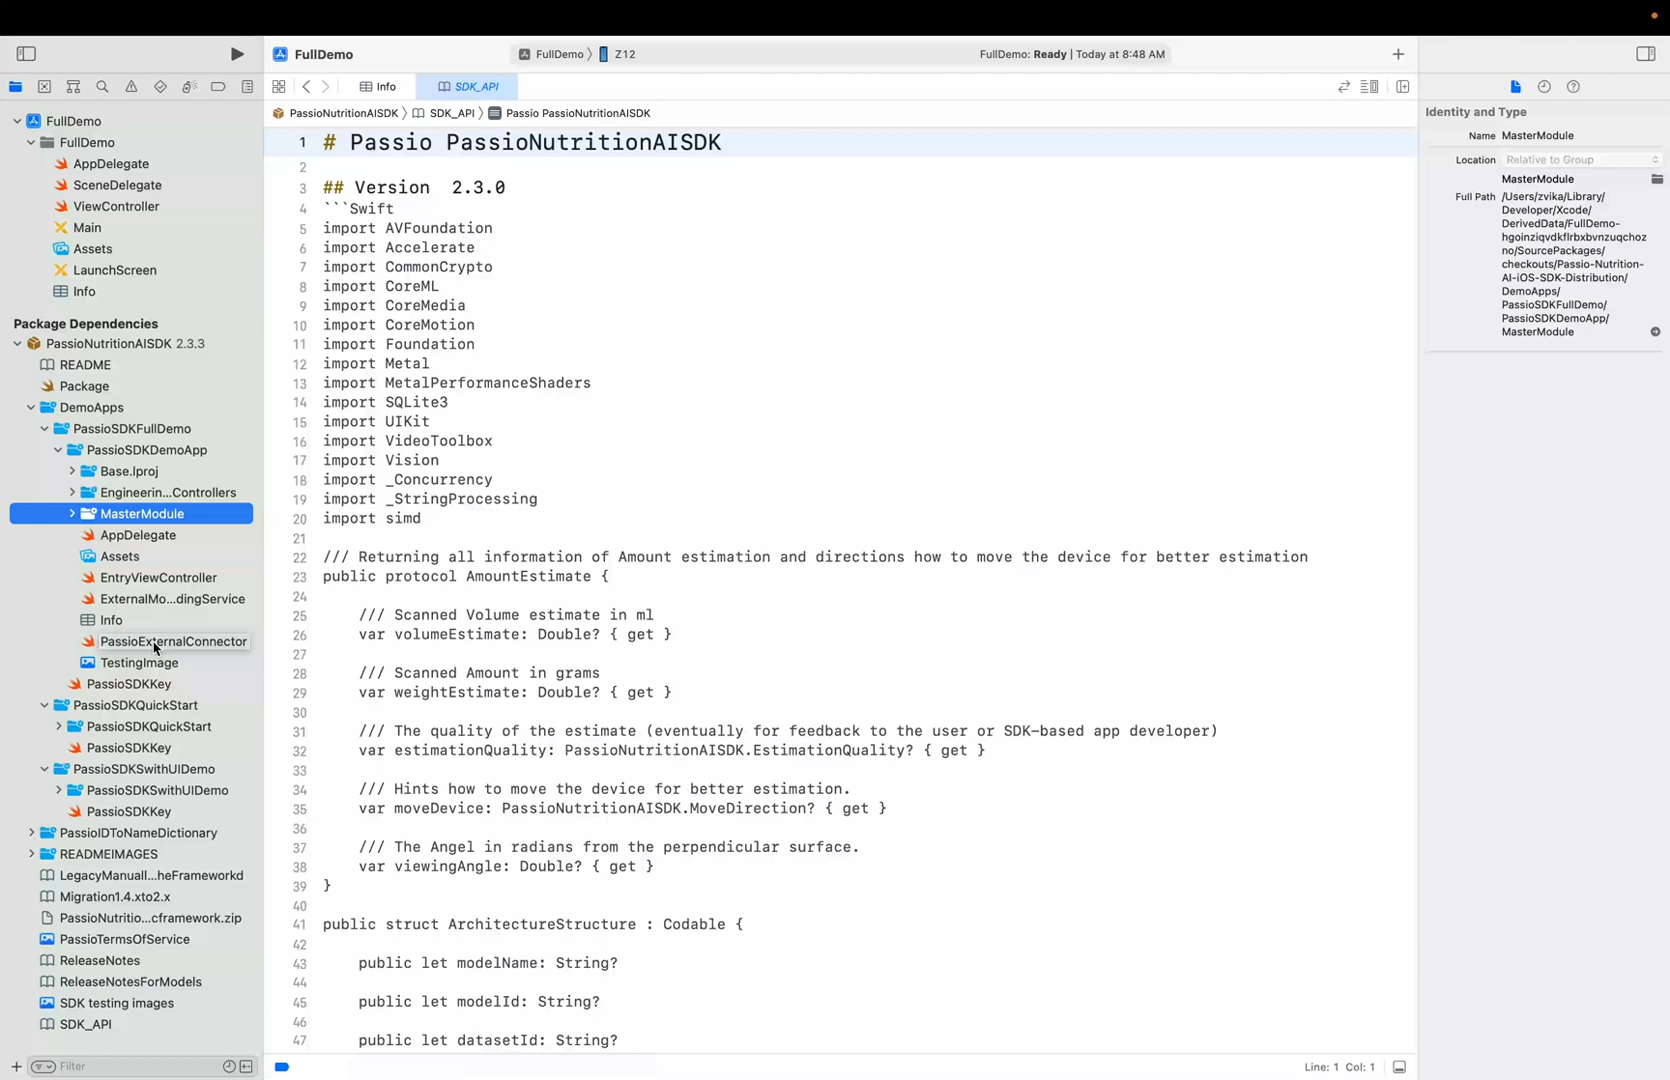 FullDemo
FullDemo
Z12
FullDemo: Ready | Today at 8:48 AM
Info
SDK_API
PassioNutritionAISDK
SDK_API
Passio PassioNutritionAISDK
FullDemo
FullDemo
AppDelegate
SceneDelegate
ViewController
Main
Assets
LaunchScreen
Info
Package Dependencies
PassioNutritionAISDK 2.3.3
README
Package
DemoApps
PassioSDKFullDemo
PassioSDKDemoApp
Base.lproj
Engineerin...Controllers
MasterModule
AppDelegate
Assets
EntryViewController
ExternalMo...dingService
Info
PassioExternalConnector
TestingImage
PassioSDKKey
PassioSDKQuickStart
PassioSDKQuickStart
PassioSDKKey
PassioSDKSwithUIDemo
PassioSDKSwithUIDemo
PassioSDKKey
PassioIDToNameDictionary
READMEIMAGES
LegacyManuall...heFrameworkd
Migration1.4.xto2.x
PassioNutritio...cframework.zip
PassioTermsOfService
ReleaseNotes
ReleaseNotesForModels
SDK testing images
SDK_API
Filter
1 # Passio PassioNutritionAISDK
2
3 ## Version  2.3.0
4 ```Swift
5 import AVFoundation
6 import Accelerate
7 import CommonCrypto
8 import CoreML
9 import CoreMedia
10 import CoreMotion
11 import Foundation
12 import Metal
13 import MetalPerformanceShaders
14 import SQLite3
15 import UIKit
16 import VideoToolbox
17 import Vision
18 import _Concurrency
19 import _StringProcessing
20 import simd
21
22 /// Returning all information of Amount estimation and directions how to move the device for better estimation
23 public protocol AmountEstimate {
24
25     /// Scanned Volume estimate in ml
26     var volumeEstimate: Double? { get }
27
28     /// Scanned Amount in grams
29     var weightEstimate: Double? { get }
30
31     /// The quality of the estimate (eventually for feedback to the user or SDK-based app developer)
32     var estimationQuality: PassioNutritionAISDK.EstimationQuality? { get }
33
34     /// Hints how to move the device for better estimation.
35     var moveDevice: PassioNutritionAISDK.MoveDirection? { get }
36
37     /// The Angel in radians from the perpendicular surface.
38     var viewingAngle: Double? { get }
39 }
40
41 public struct ArchitectureStructure : Codable {
42
43     public let modelName: String?
44
45     public let modelId: String?
46
47     public let datasetId: String?
Line: 1 Col: 1
Identity and Type
Name MasterModule
Location Relative to Group
MasterModule
Full Path /Users/zvika/Library/
Developer/Xcode/
DerivedData/FullDemo-
hgoinziqvdkflrbxbvnzuqchoz
no/SourcePackages/
checkouts/Passio-Nutrition-
AI-iOS-SDK-Distribution/
DemoApps/
PassioSDKFullDemo/
PassioSDKDemoApp/
MasterModule